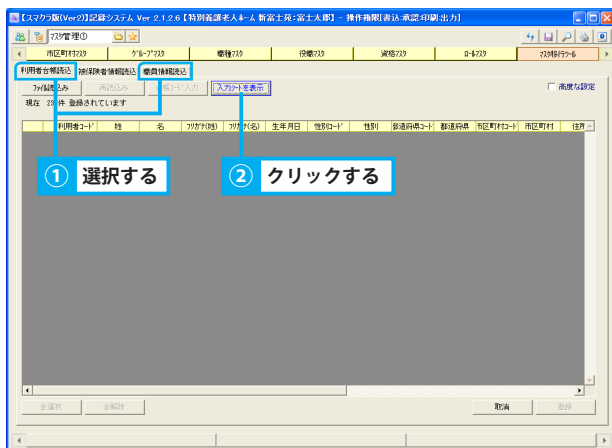 【スマクラ版(Ver2)】記録システム Ver 2.1.2.6 【特別養護老人ホーム 新富士苑:富士太郎】 - 操作権限[書込:承認:印刷:出力]
ﾏｽﾀ管理①
市区町村ﾏｽﾀ ｸﾞﾙｰﾌﾟﾏｽﾀ 職種ﾏｽﾀ 役職ﾏｽﾀ 資格ﾏｽﾀ ﾛｰﾙﾏｽﾀ ﾏｽﾀ移行ﾂｰﾙ
利用者台帳読込 被保険者情報読込 職員情報読込
ﾌｧｲﾙ読込み 再読込み 入力 入力ｼｰﾄを表示 高度な設定
現在 23 件 登録されています
利用者ｺｰﾄﾞ 姓 名 ﾌﾘｶﾞﾅ(姓) ﾌﾘｶﾞﾅ(名) 生年月日 性別ｺｰﾄﾞ 性別 都道府県ｺｰﾄﾞ 都道府県 市区町村ｺｰﾄﾞ 市区町村 住所
① 選択する ② クリックする
全選択 全解除 取消 登録